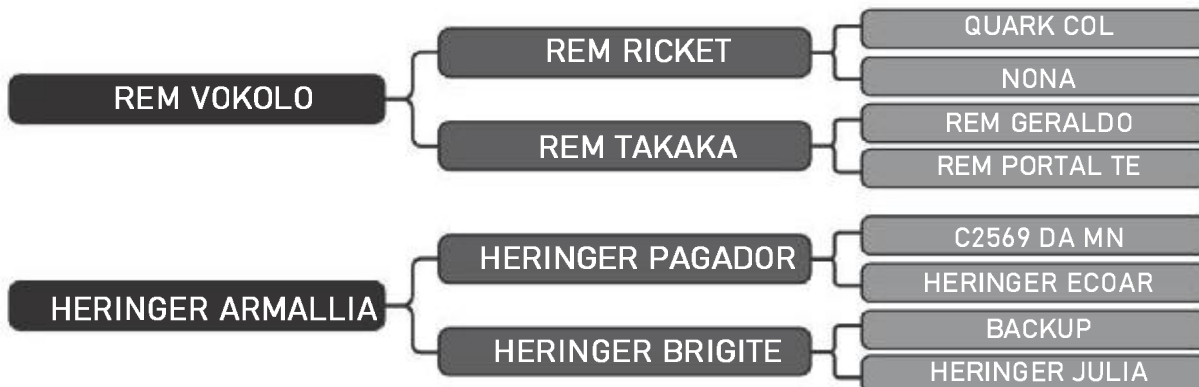 REM VOKOLO
REM RICKET
QUARK COL
NONA
REM TAKAKA
REM GERALDO
REM PORTAL TE
HERINGER ARMALLIA
HERINGER PAGADOR
C2569 DA MN
HERINGER ECOAR
HERINGER BRIGITE
BACKUP
HERINGER JULIA